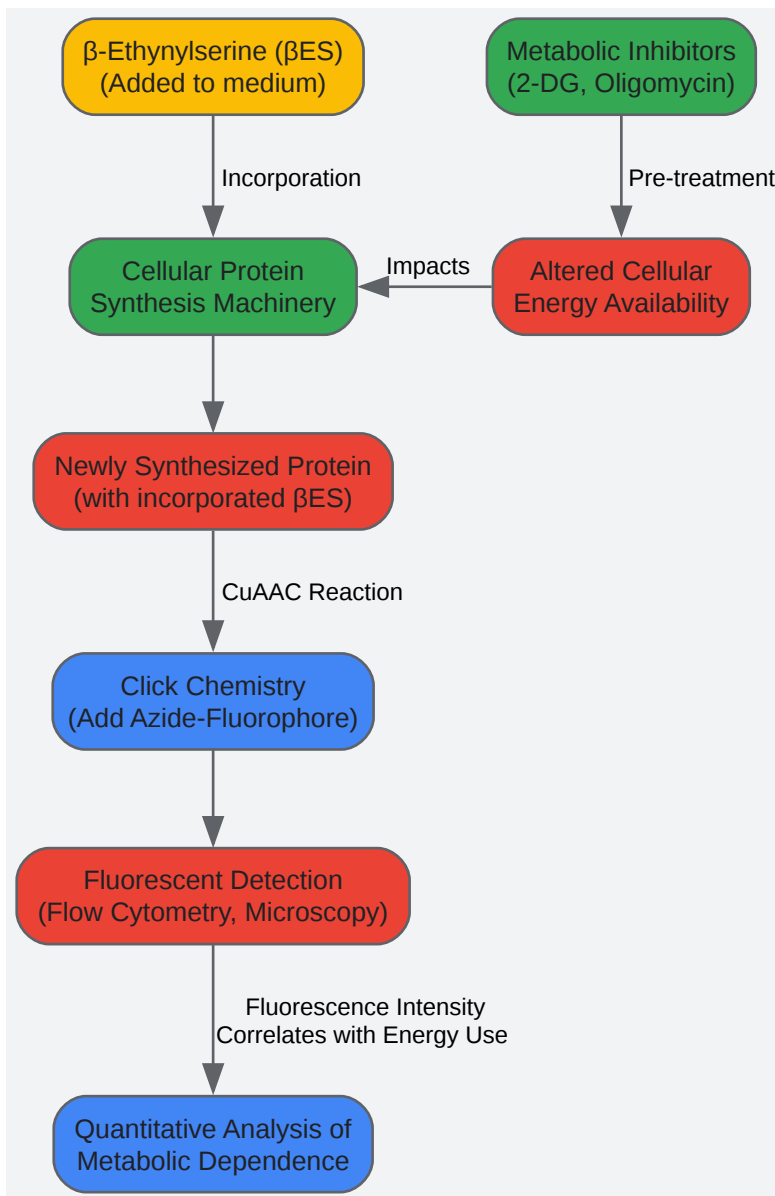 β-Ethynylserine (βES)
(Added to medium)
Metabolic Inhibitors
(2-DG, Oligomycin)
Incorporation
Pre-treatment
Cellular Protein
Synthesis Machinery
Impacts
Altered Cellular
Energy Availability
Newly Synthesized Protein
(with incorporated βES)
CuAAC Reaction
Click Chemistry
(Add Azide-Fluorophore)
Fluorescent Detection
(Flow Cytometry, Microscopy)
Fluorescence Intensity
Correlates with Energy Use
Quantitative Analysis of
Metabolic Dependence